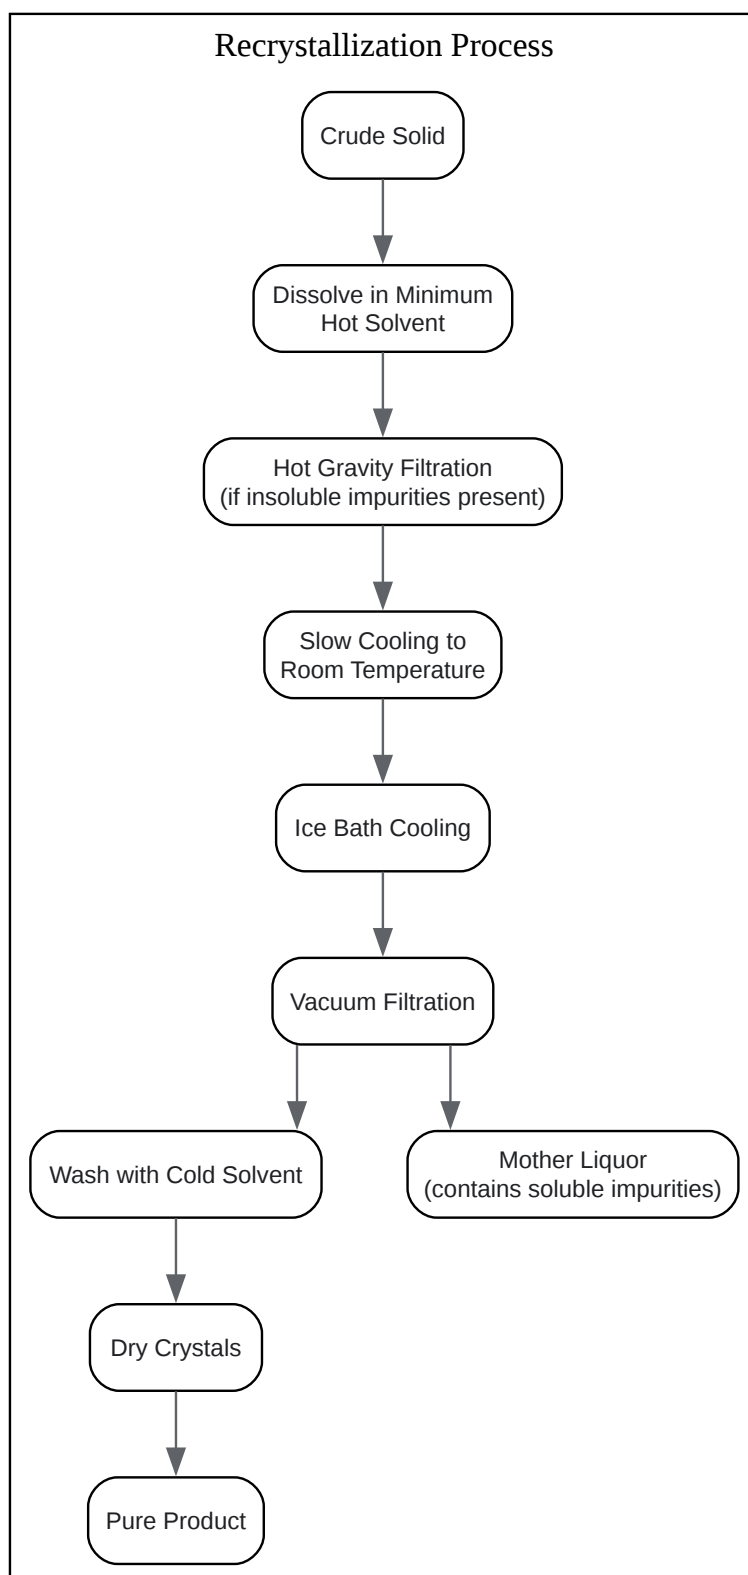 Recrystallization Process
Crude Solid
Dissolve in Minimum
Hot Solvent
Hot Gravity Filtration
(if insoluble impurities present)
Slow Cooling to
Room Temperature
Ice Bath Cooling
Vacuum Filtration
Wash with Cold Solvent
Mother Liquor
(contains soluble impurities)
Dry Crystals
Pure Product